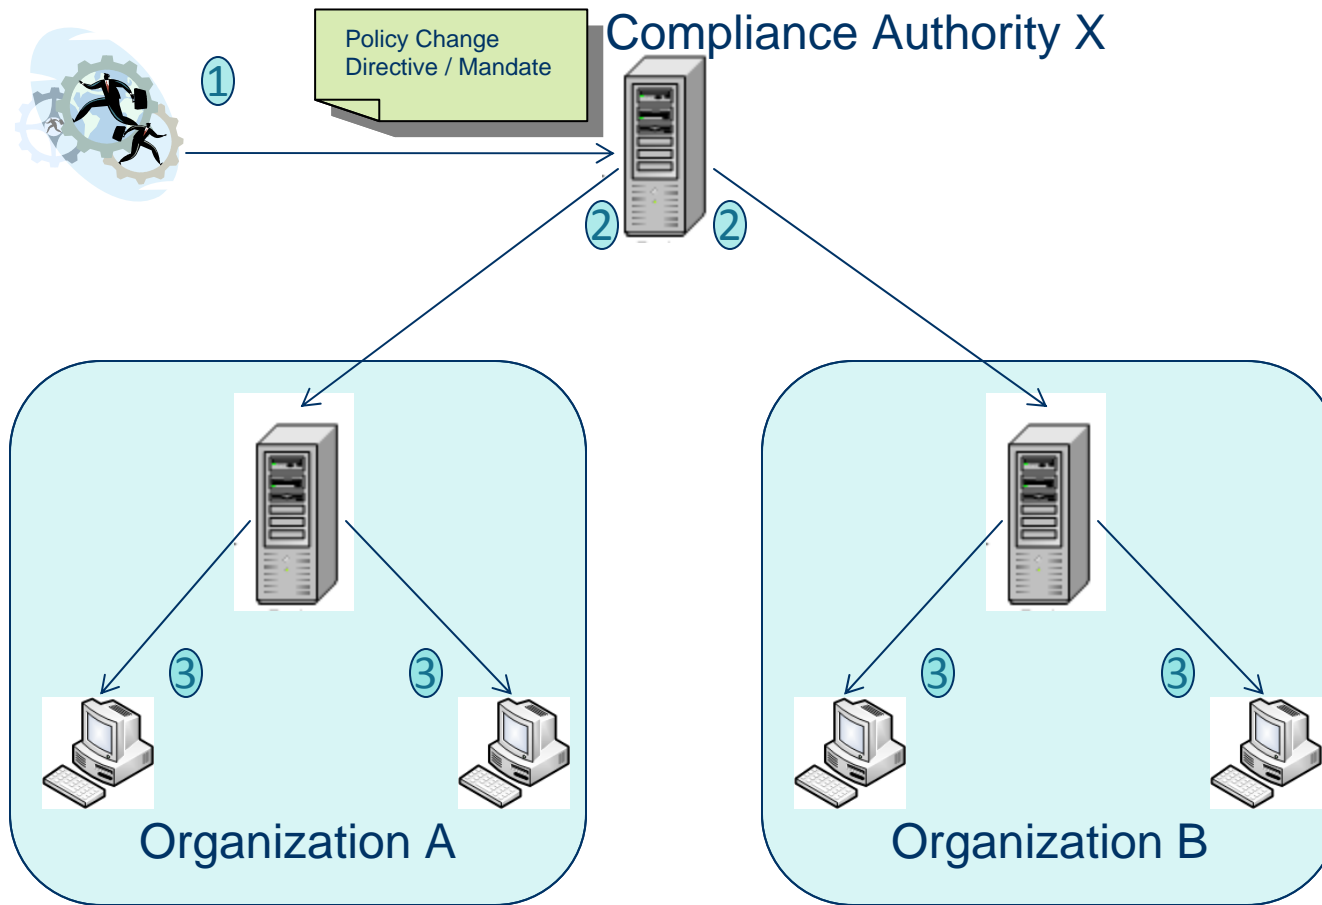 Compliance Authority X
Policy Change
Directive / Mandate
1
2
2
3
3
3
3
Organization A
Organization B